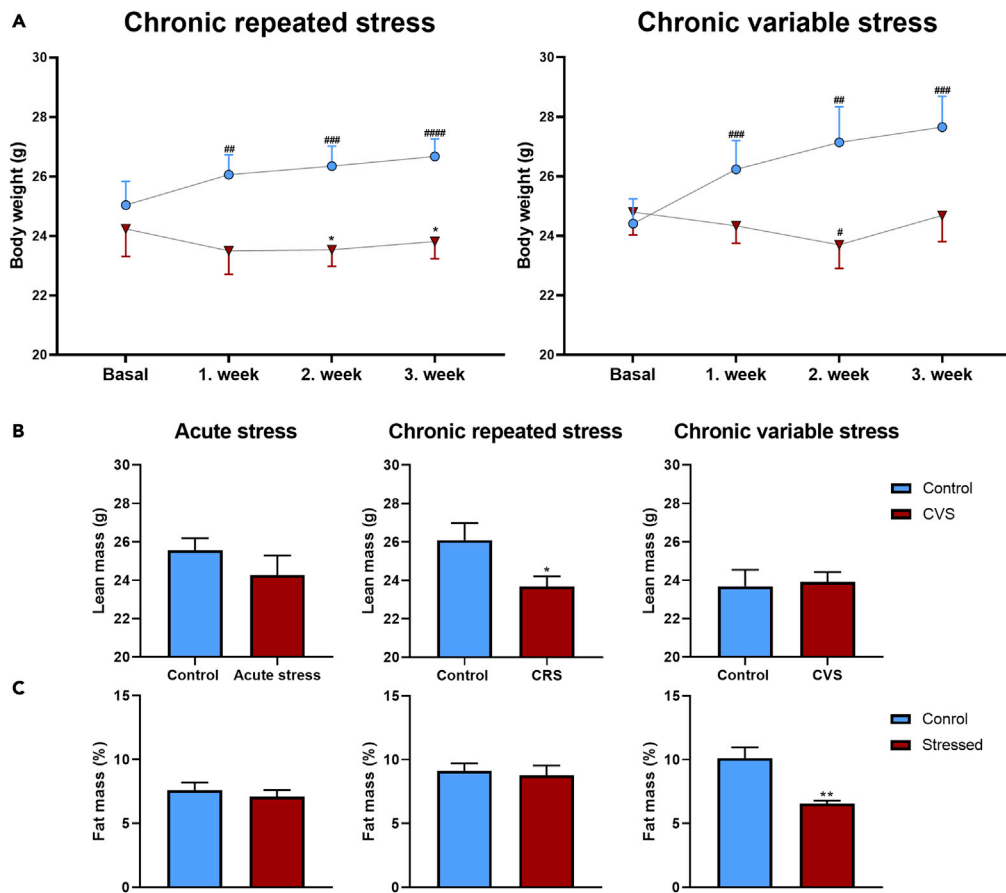 A
Chronic repeated stress
Chronic variable stress
Body weight (g)
30
28
26
24
22
20
##
###
####
*
*
Basal
1. week
2. week
3. week
Body weight (g)
30
28
26
24
22
20
###
##
###
#
Basal
1. week
2. week
3. week
B
Acute stress
Chronic repeated stress
Chronic variable stress
Lean mass (g)
30
28
26
24
22
20
Control
Acute stress
Lean mass (g)
30
28
26
24
22
20
*
Control
CRS
Lean mass (g)
30
28
26
24
22
20
Control
CVS
Control
CVS
C
Fat mass (%)
15
10
5
0
Fat mass (%)
15
10
5
0
Fat mass (%)
15
10
5
0
**
Conrol
Stressed